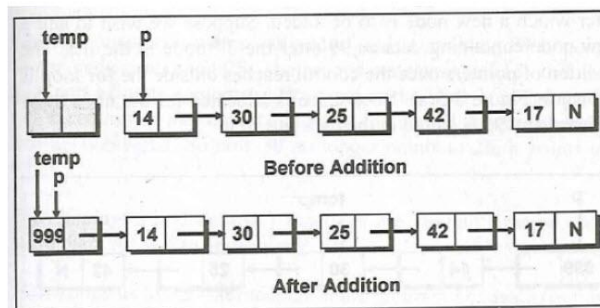 temp p
14 30 25 42 17 N
Before Addition
temp
p
999 14 30 25 42 17 N
After Addition